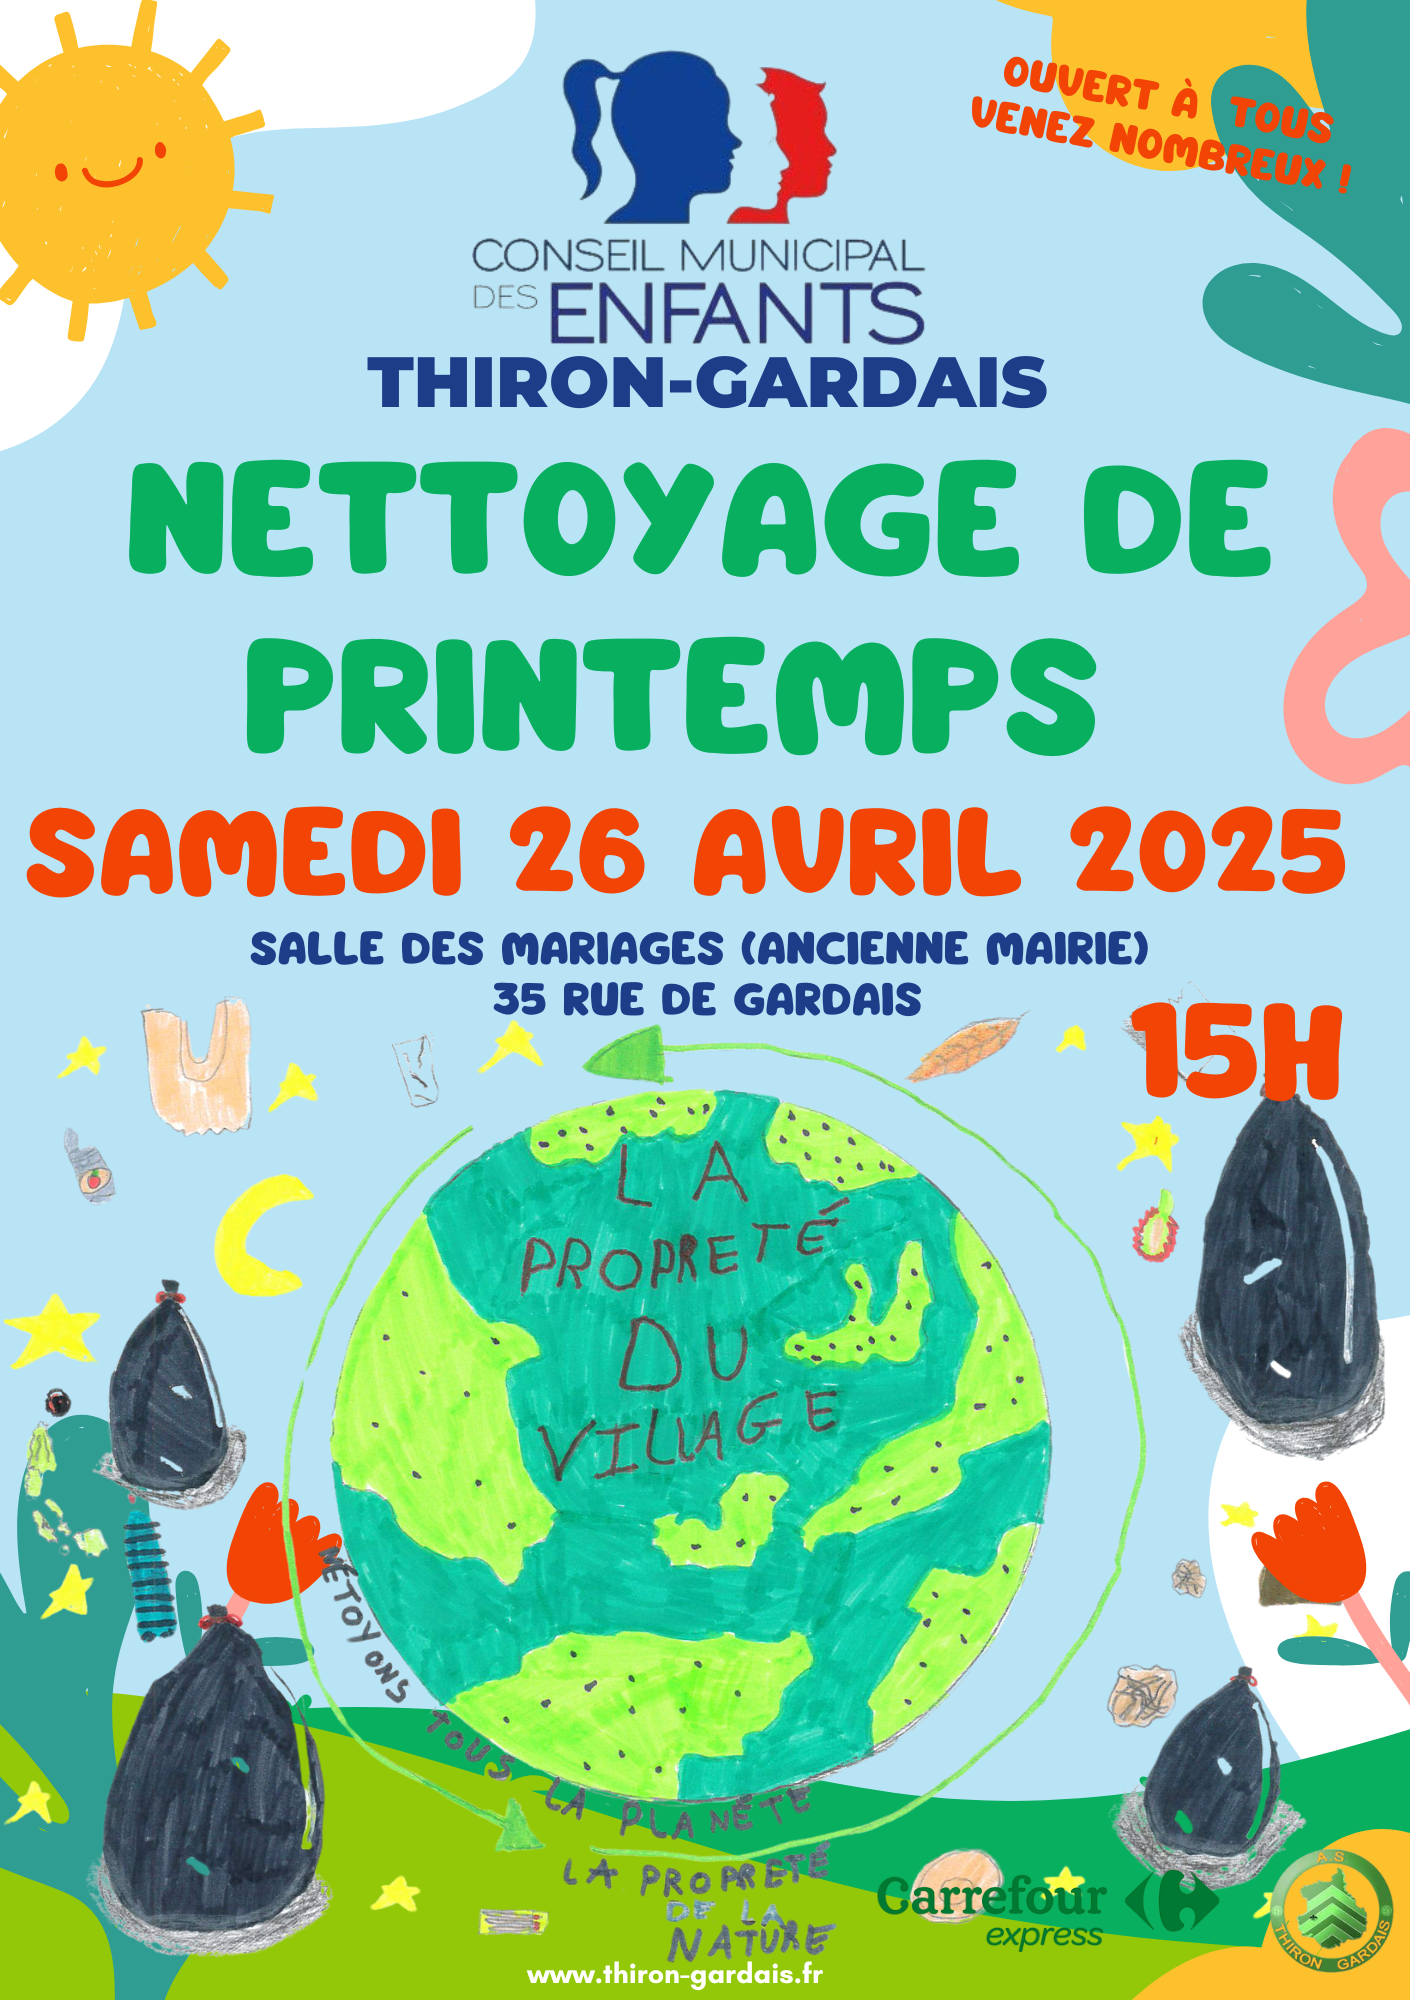 OUVERT À TOUS
VENEZ NOMBREUX !
CONSEIL MUNICIPAL
DES ENFANTS
THIRON-GARDAIS
NETTOYAGE DE
PRINTEMPS
SAMEDI 26 AVRIL 2025
SALLE DES MARIAGES (ANCIENNE MAIRIE)
35 RUE DE GARDAIS
15H
LA
PROPRETÉ
DU
VILLAGE
NÉTOYONS TOUS LA PLANÈTE
LA PROPRETÉ
DE LA
NATURE
Carrefour
express
A.S
THIRON GARDAIS
www.thiron-gardais.fr